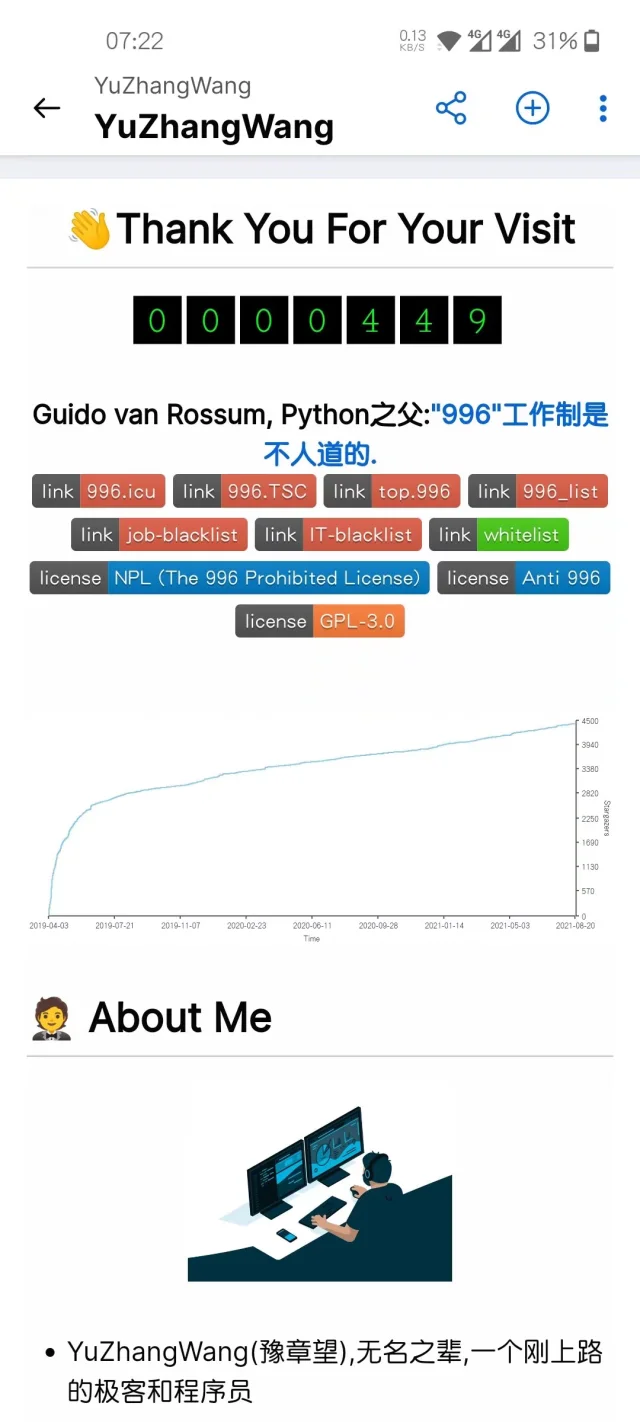 07:22
0.13
KB/S
4G 4G 31%
YuZhangWang
YuZhangWang
👋Thank You For Your Visit
0 0 0 0 4 4 9
Guido van Rossum, Python之父:"996"工作制是
不人道的.
link 996.icu link 996.TSC link top.996 link 996_list
link job-blacklist link IT-blacklist link whitelist
license NPL (The 996 Prohibited License) license Anti 996
license GPL-3.0
4500
3940
3380
2820
2250
1690
1130
570
0
Stargazers
2019-04-03 2019-07-21 2019-11-07 2020-02-23 2020-06-11 2020-09-28 2021-01-14 2021-05-03 2021-08-20
Time
🤵 About Me
• YuZhangWang(豫章望),无名之辈,一个刚上路
的极客和程序员